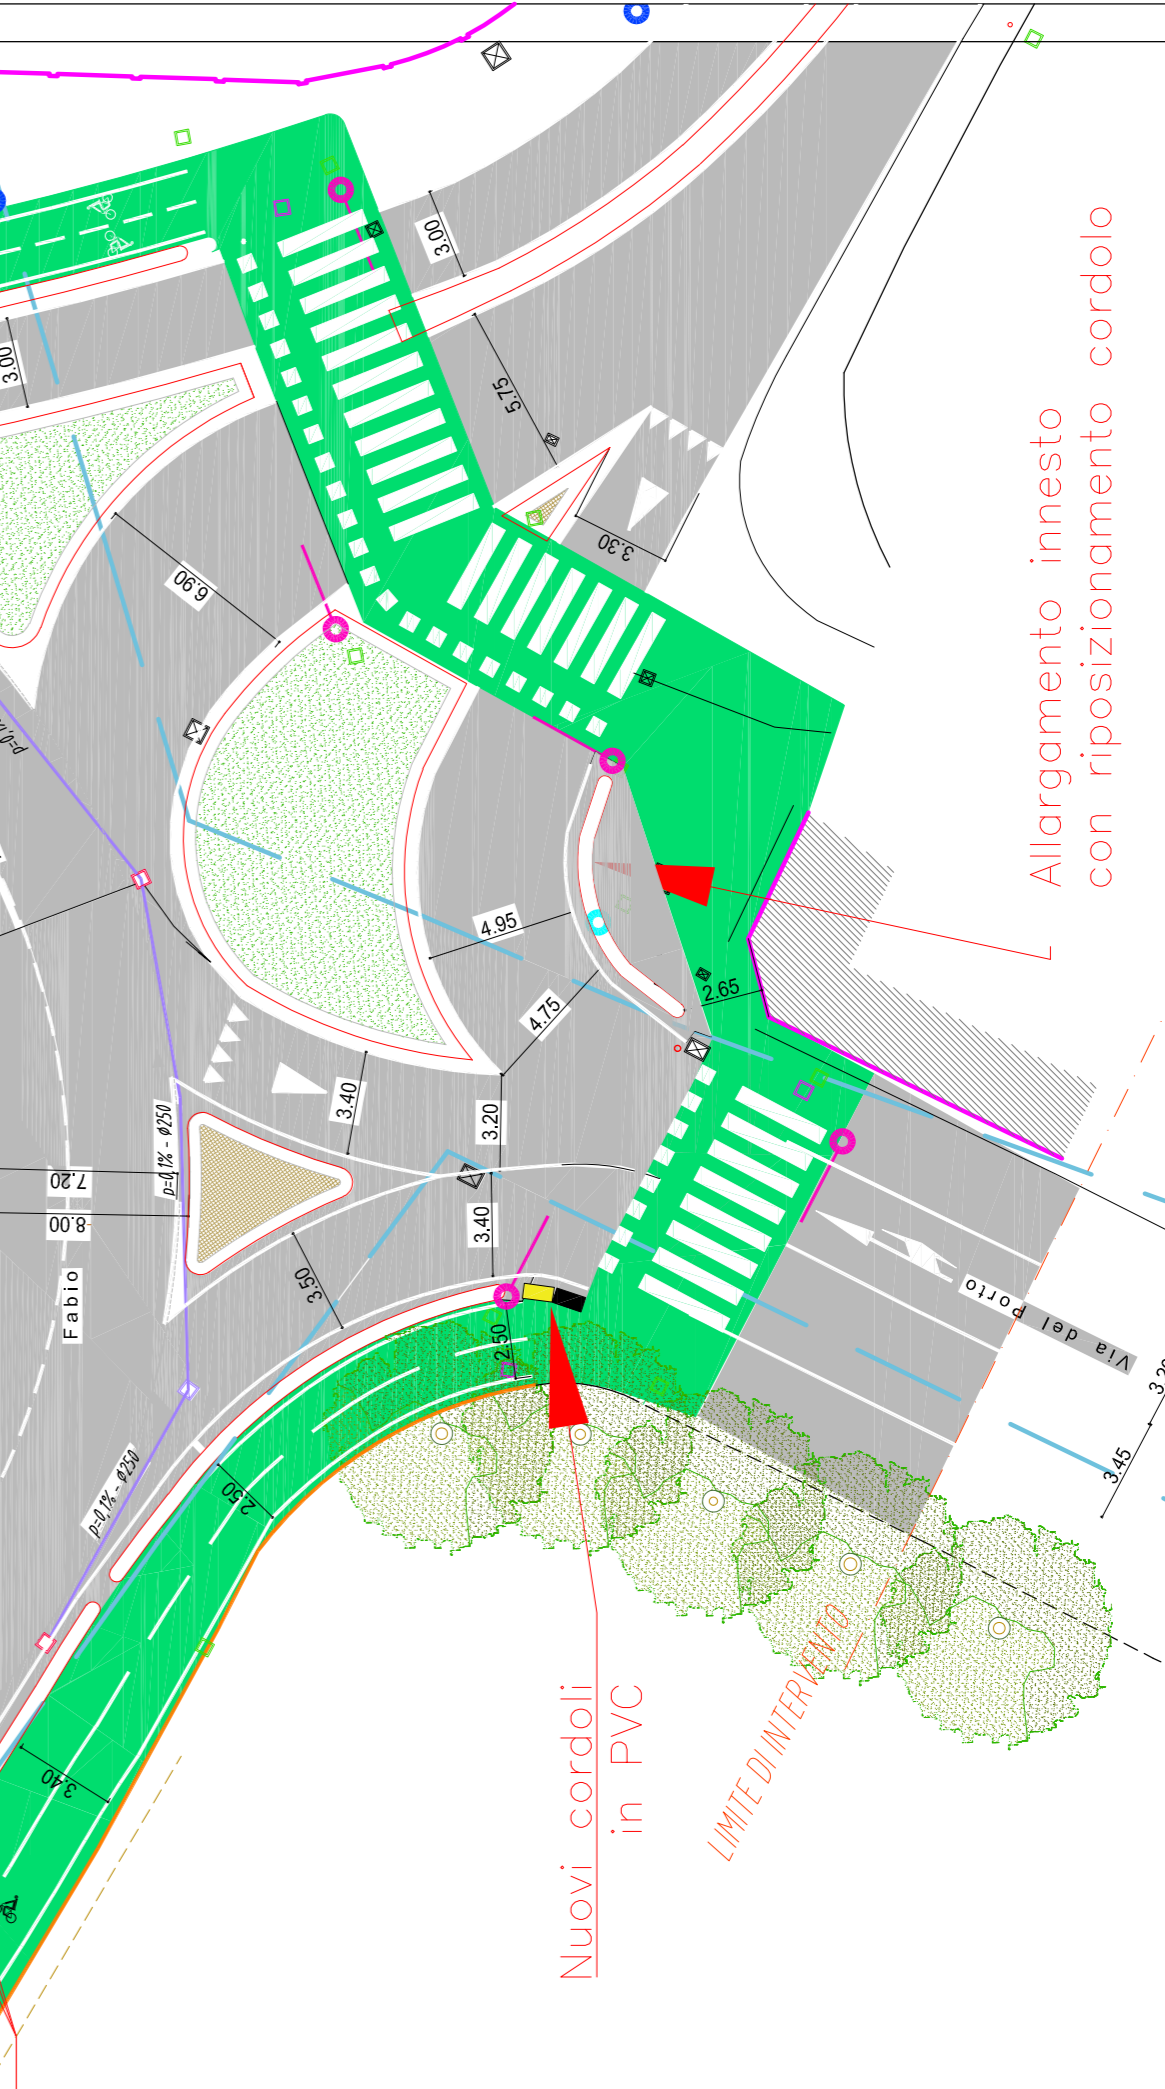 3.00
3.00
5.75
3.30
6.90
Allargamento innesto
con riposizionamento cordolo
4.95
4.75
2.65
3.40
3.20
3.40
3.50
p=0,1% - φ250
7.20
8.00
Fabio
2.50
2.50
p=0,1% - φ250
Via del Porto
3.45
3.40
Nuovi cordoli
in PVC
LIMITE DI INTERVENTO